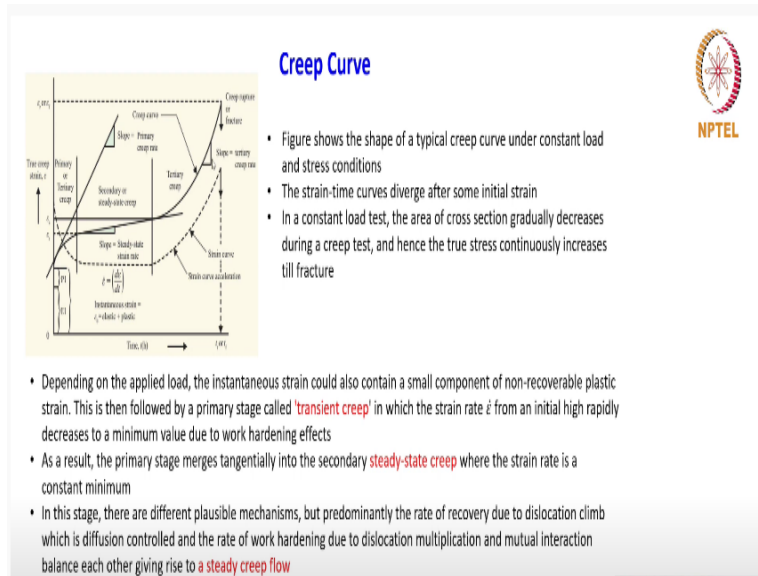 Creep Curve
NPTEL
Creep rupture
or
fracture
Creep curve
Slope = Primary
creep rate
Slope = tertiary
creep rate
True creep
strain, ε
Primary
or
Tertiary
creep
Secondary or
steady-state creep
Tertiary
creep
Slope = Steady-state
strain rate
Strain curve
Strain curve acceleration
Instantaneous strain =
= elastic + plastic
0
Time, t(h)
• Figure shows the shape of a typical creep curve under constant load
and stress conditions
• The strain-time curves diverge after some initial strain
• In a constant load test, the area of cross section gradually decreases
during a creep test, and hence the true stress continuously increases
till fracture
• Depending on the applied load, the instantaneous strain could also contain a small component of non-recoverable plastic
strain. This is then followed by a primary stage called 'transient creep' in which the strain rate ε̇ from an initial high rapidly
decreases to a minimum value due to work hardening effects
• As a result, the primary stage merges tangentially into the secondary steady-state creep where the strain rate is a
constant minimum
• In this stage, there are different plausible mechanisms, but predominantly the rate of recovery due to dislocation climb
which is diffusion controlled and the rate of work hardening due to dislocation multiplication and mutual interaction
balance each other giving rise to a steady creep flow